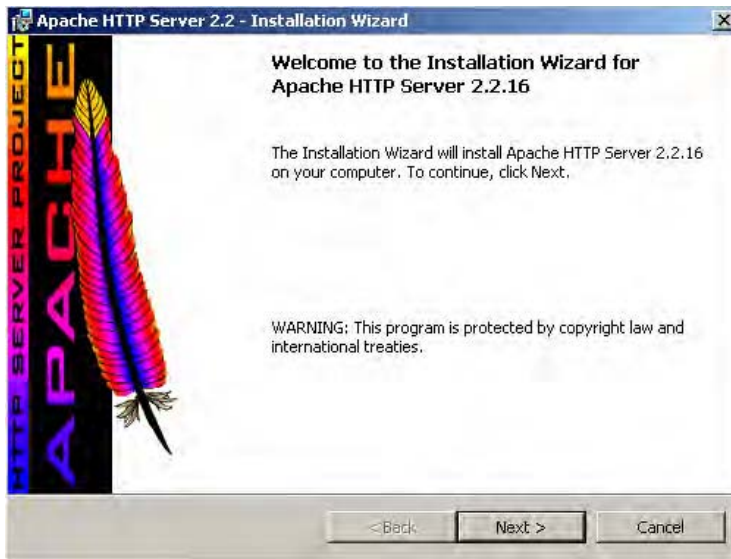 Apache HTTP Server 2.2 - Installation Wizard
HTTP SERVER PROJECT
APACHE
Welcome to the Installation Wizard for
Apache HTTP Server 2.2.16
The Installation Wizard will install Apache HTTP Server 2.2.16
on your computer. To continue, click Next.
WARNING: This program is protected by copyright law and
international treaties.
< Back
Next >
Cancel